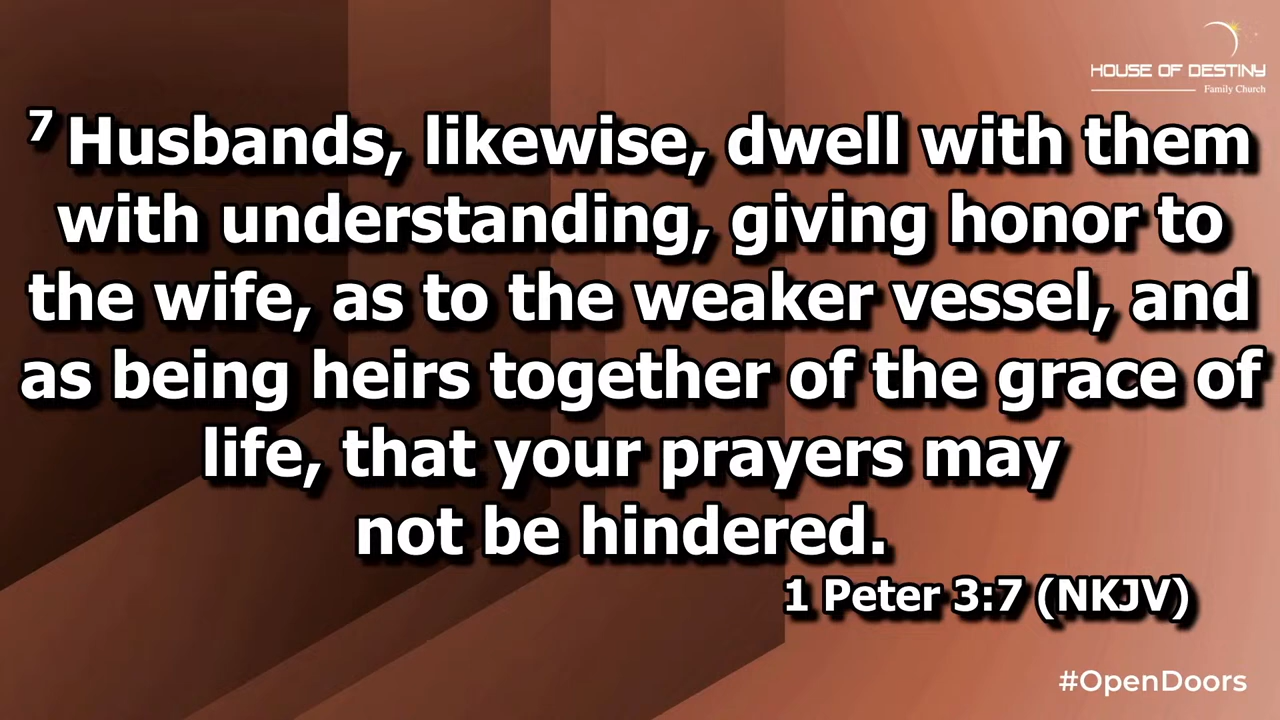 HOUSE OF DESTINY
Family Church
7 Husbands, likewise, dwell with them
with understanding, giving honor to
the wife, as to the weaker vessel, and
as being heirs together of the grace of
life, that your prayers may
not be hindered.
1 Peter 3:7 (NKJV)
#OpenDoors